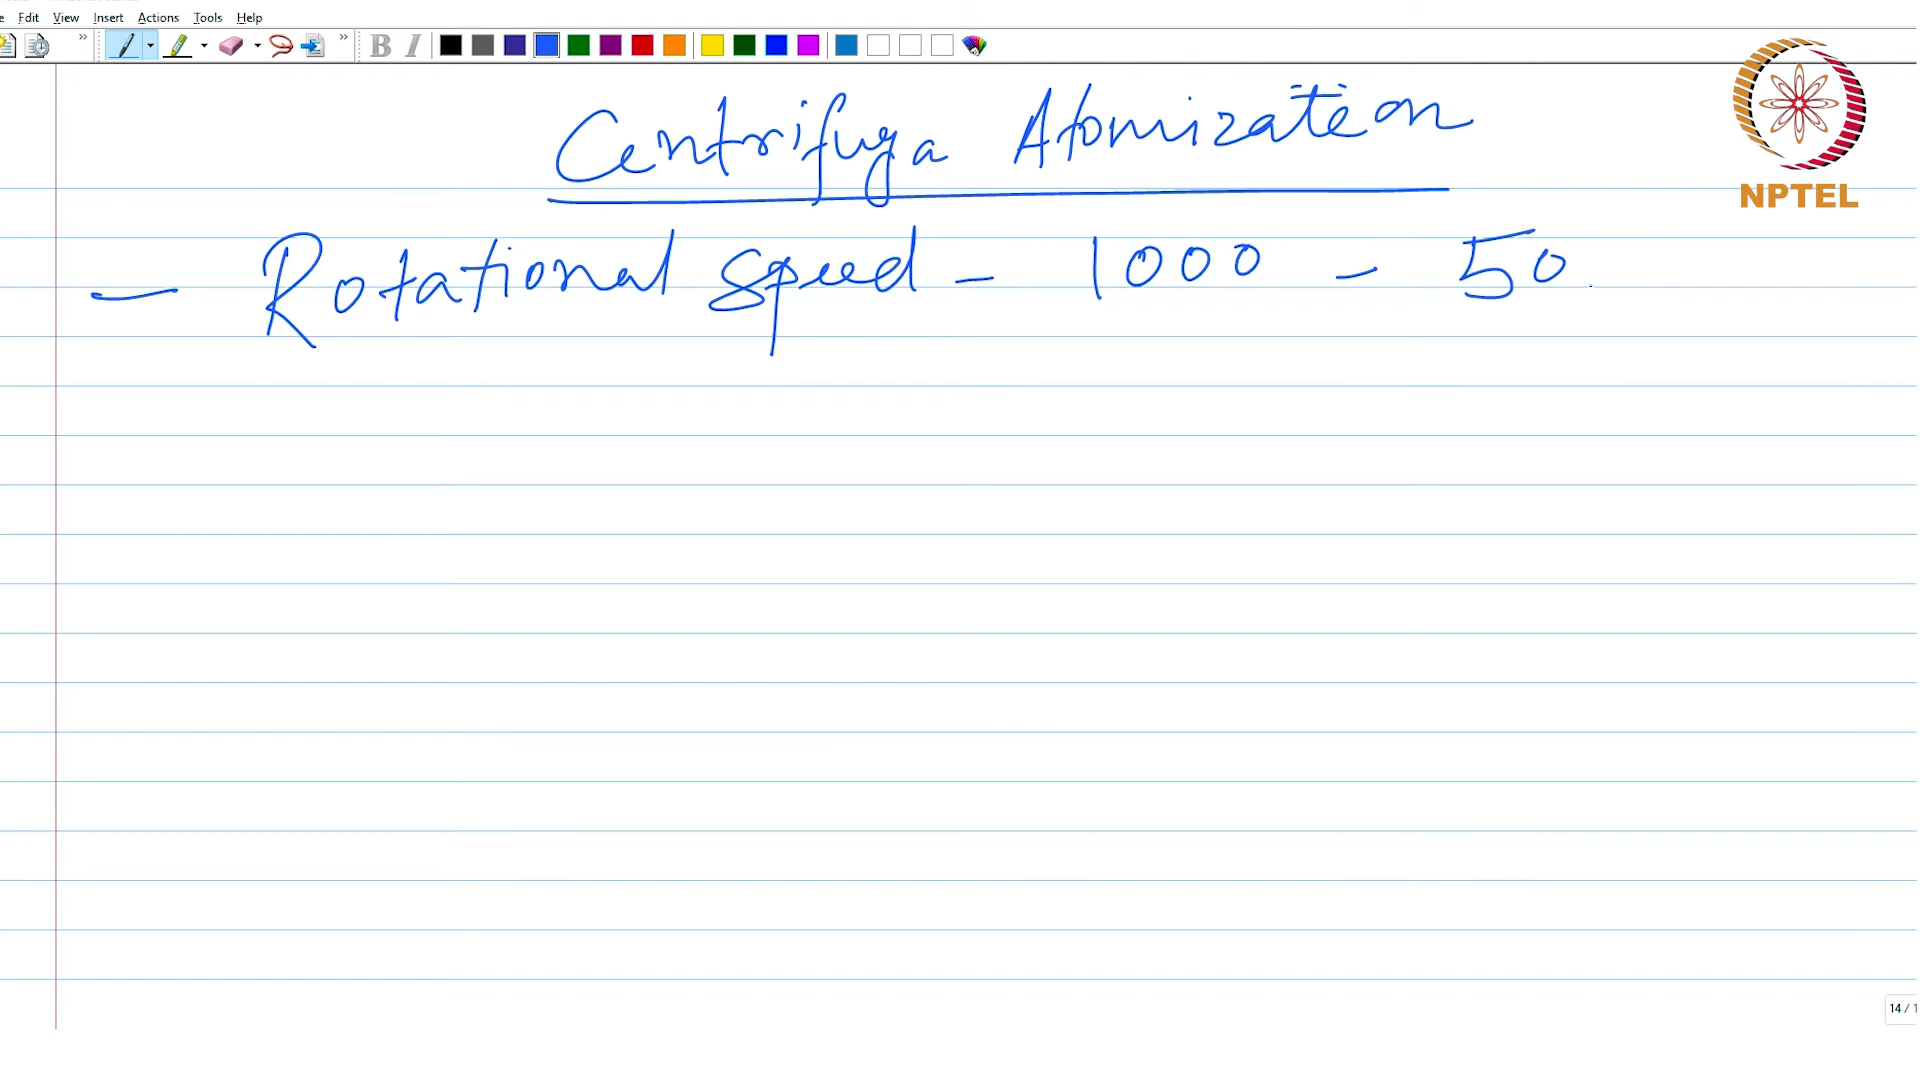 Edit View Insert Actions Tools Help
B I
NPTEL
Centrifuga Atomization
— Rotational speed - 1000 - 50
14 / 1